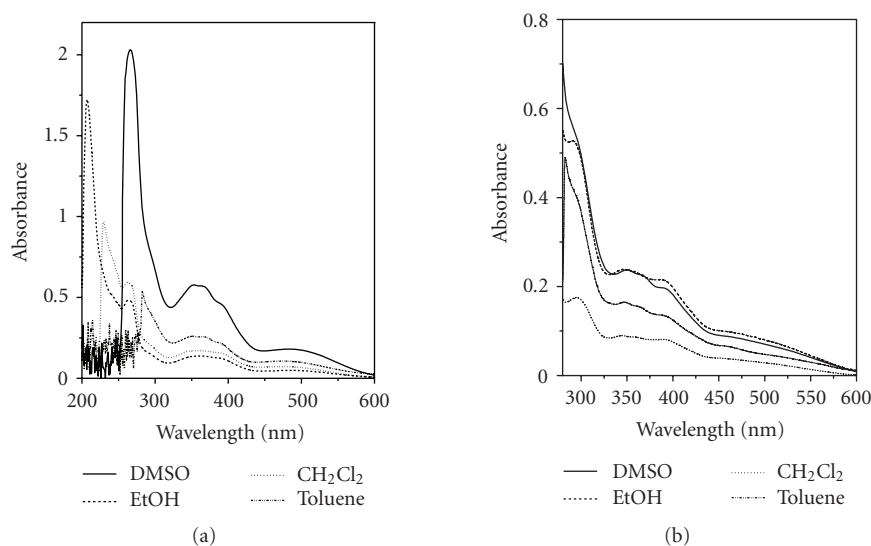 2
1.5
1
0.5
0
Absorbance
200 300 400 500 600
Wavelength (nm)
DMSO
EtOH
CH₂Cl₂
Toluene
(a)
0.8
0.6
0.4
0.2
0
Absorbance
300 350 400 450 500 550 600
Wavelength (nm)
DMSO
EtOH
CH₂Cl₂
Toluene
(b)